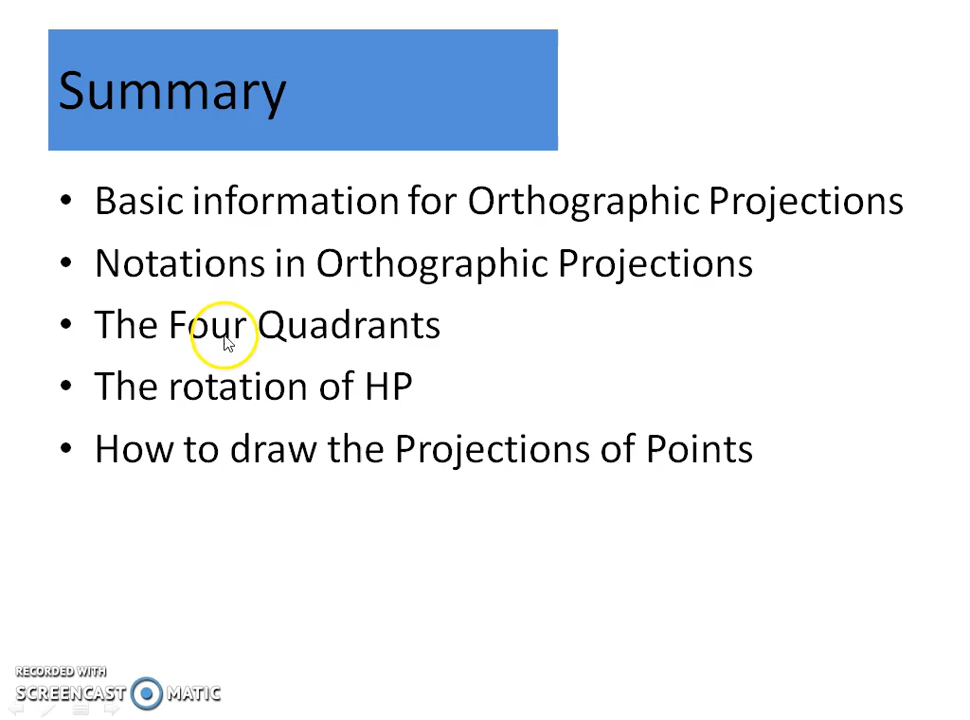 Summary
• Basic information for Orthographic Projections
• Notations in Orthographic Projections
• The Four Quadrants
• The rotation of HP
• How to draw the Projections of Points
RECORDED WITH
SCREENCAST MATIC